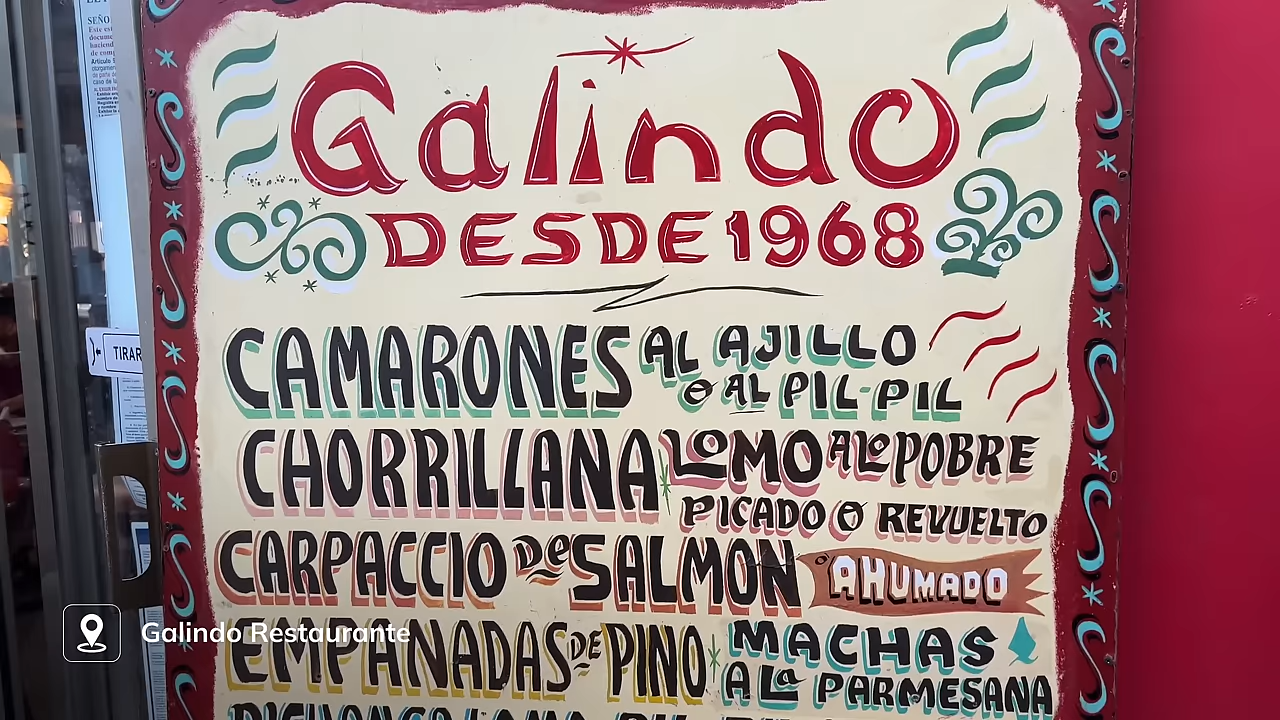 Galindo
DESDE 1968
CAMARONES AL AJILLO
O AL PIL-PIL
CHORRILLANA LOMO A LO POBRE
PICADO O REVUELTO
CARPACCIO De SALMON AHUMADO
EMPANADAS DE PINO MACHAS
A La PARMESANA
TIRAR
Galindo Restaurante